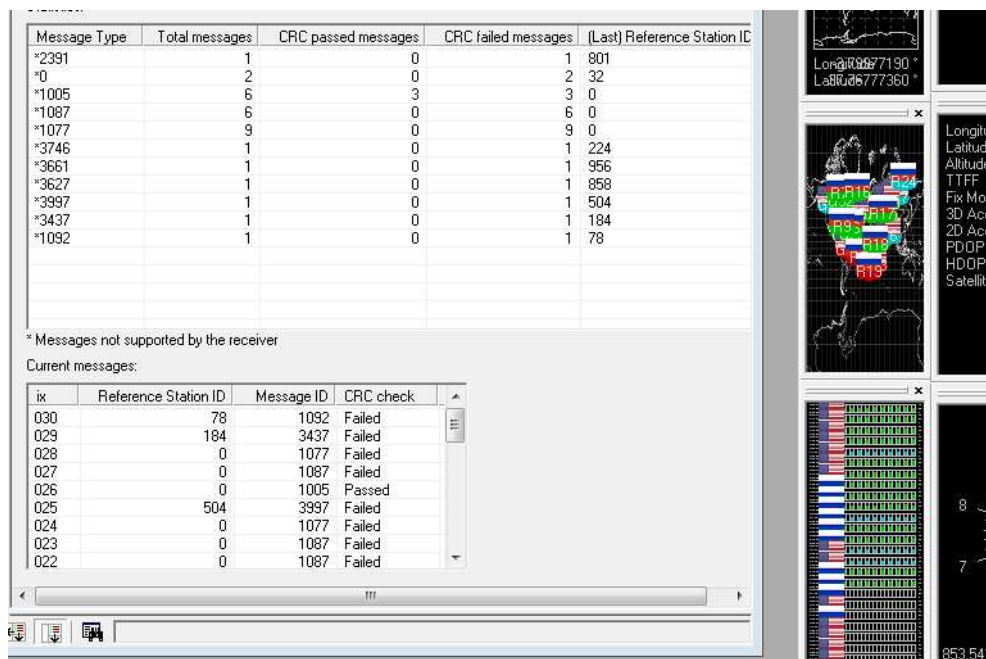 Message Type Total messages CRC passed messages CRC failed messages (Last) Reference Station ID
*2391 1 0 1 801
*0 2 0 2 32
*1005 6 3 3 0
*1087 6 0 6 0
*1077 9 0 9 0
*3746 1 0 1 224
*3661 1 0 1 956
*3627 1 0 1 858
*3997 1 0 1 504
*3437 1 0 1 184
*1092 1 0 1 78
* Messages not supported by the receiver
Current messages:
ix Reference Station ID Message ID CRC check
030 78 1092 Failed
029 184 3437 Failed
028 0 1077 Failed
027 0 1087 Failed
026 0 1005 Passed
025 504 3997 Failed
024 0 1077 Failed
023 0 1087 Failed
022 0 1087 Failed
R24
R17
R18
R19
Longitu
Latitud
Altitude
TTFF
Fix Mo
3D Acc
2D Acc
PDOP
HDOP
Satellit
8
7
853.54